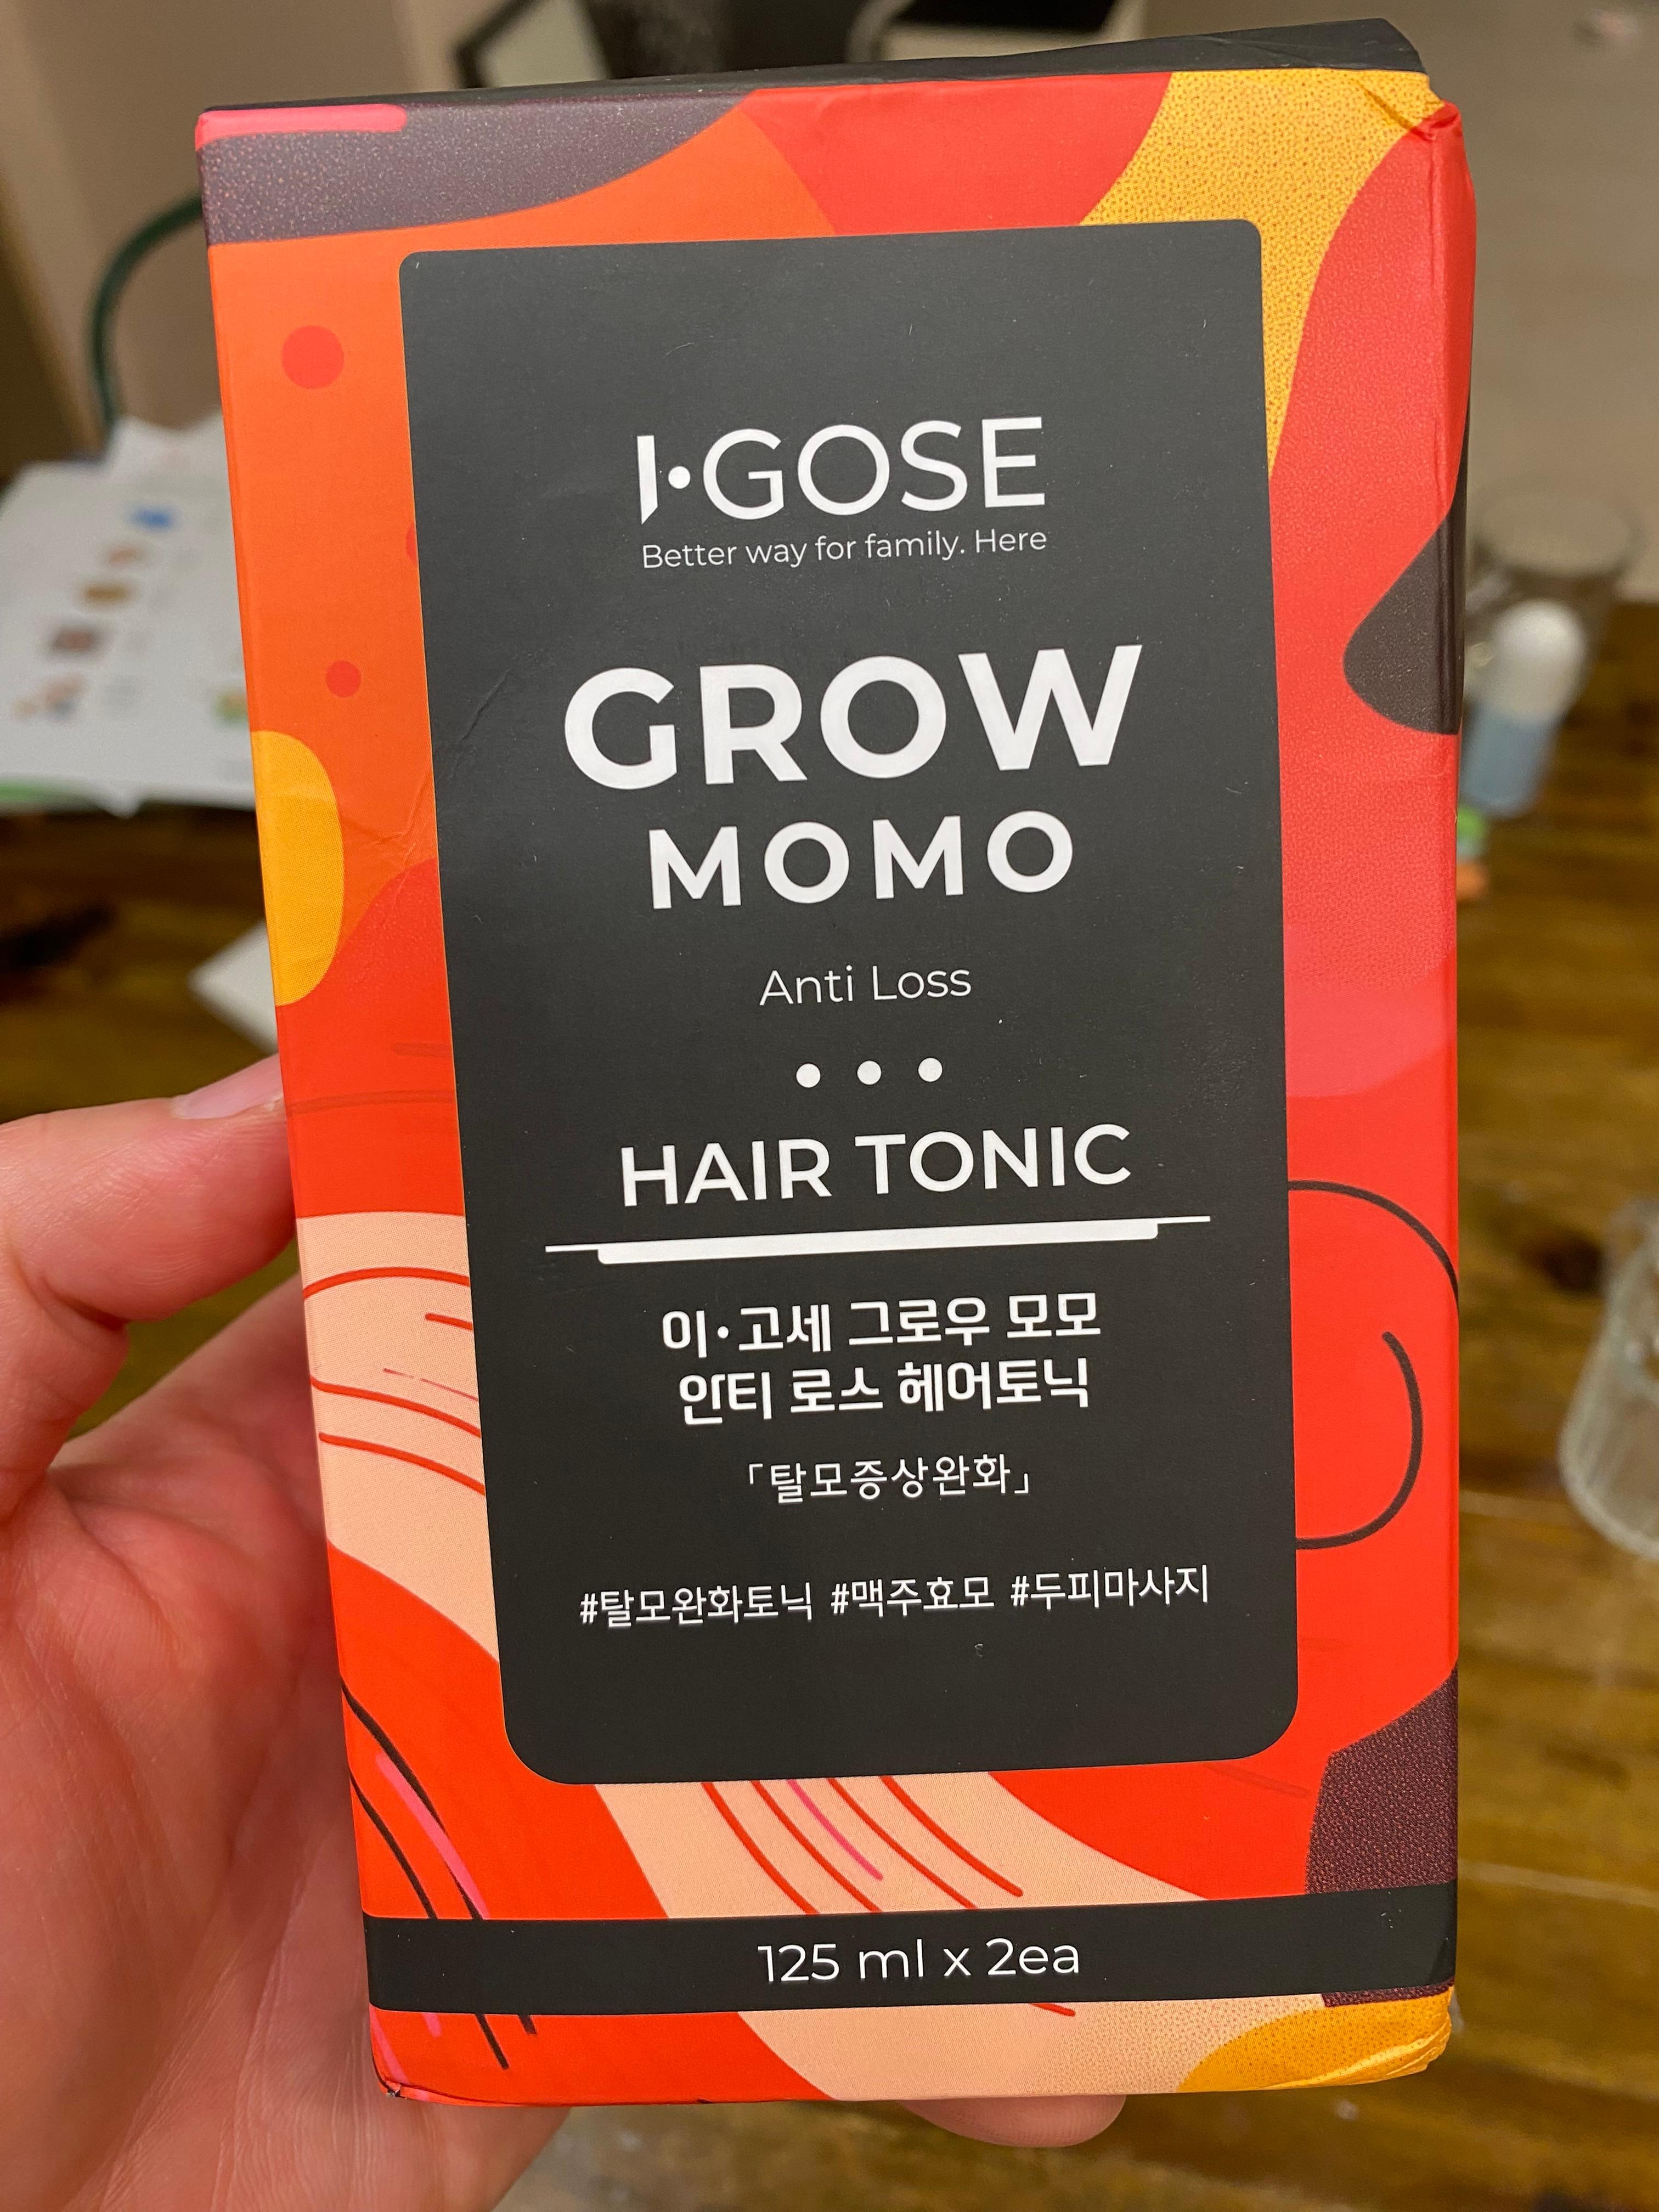 I·GOSE
Better way for family. Here
GROW
MOMO
Anti Loss
HAIR TONIC
이·고세 그로우 모모
안티 로스 헤어토닉
「탈모증상완화」
#탈모완화토닉 #맥주효모 #두피마사지
125 ml x 2ea